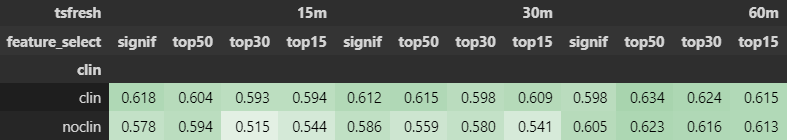 tsfresh 15m 30m 60m
feature_select signif top50 top30 top15 signif top50 top30 top15 signif top50 top30 top15
clin
clin 0.618 0.604 0.593 0.594 0.612 0.615 0.598 0.609 0.598 0.634 0.624 0.615
noclin 0.578 0.594 0.515 0.544 0.586 0.559 0.580 0.541 0.605 0.623 0.616 0.613